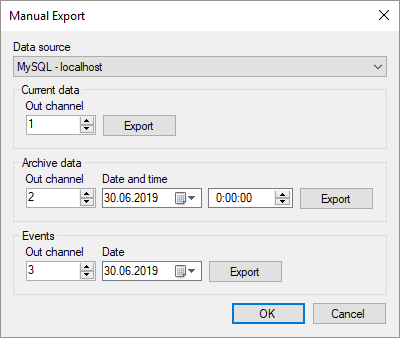 Manual Export
Data source
MySQL - localhost
Current data
Out channel
1 Export
Archive data
Out channel Date and time
2 30.06.2019 0:00:00 Export
Events
Out channel Date
3 30.06.2019 Export
OK Cancel